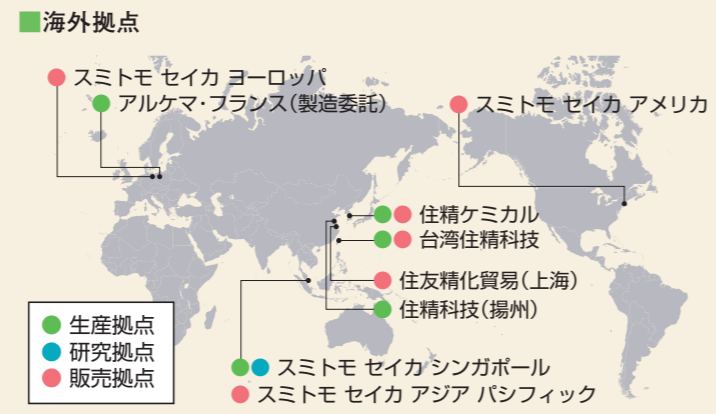 海外拠点
スミトモ セイカ ヨーロッパ
アルケマ・フランス（製造委託）
スミトモ セイカ アメリカ
住精ケミカル
台湾住精科技
住友精化貿易（上海）
住精科技（揚州）
生産拠点
研究拠点
販売拠点
スミトモ セイカ シンガポール
スミトモ セイカ アジア パシフィック